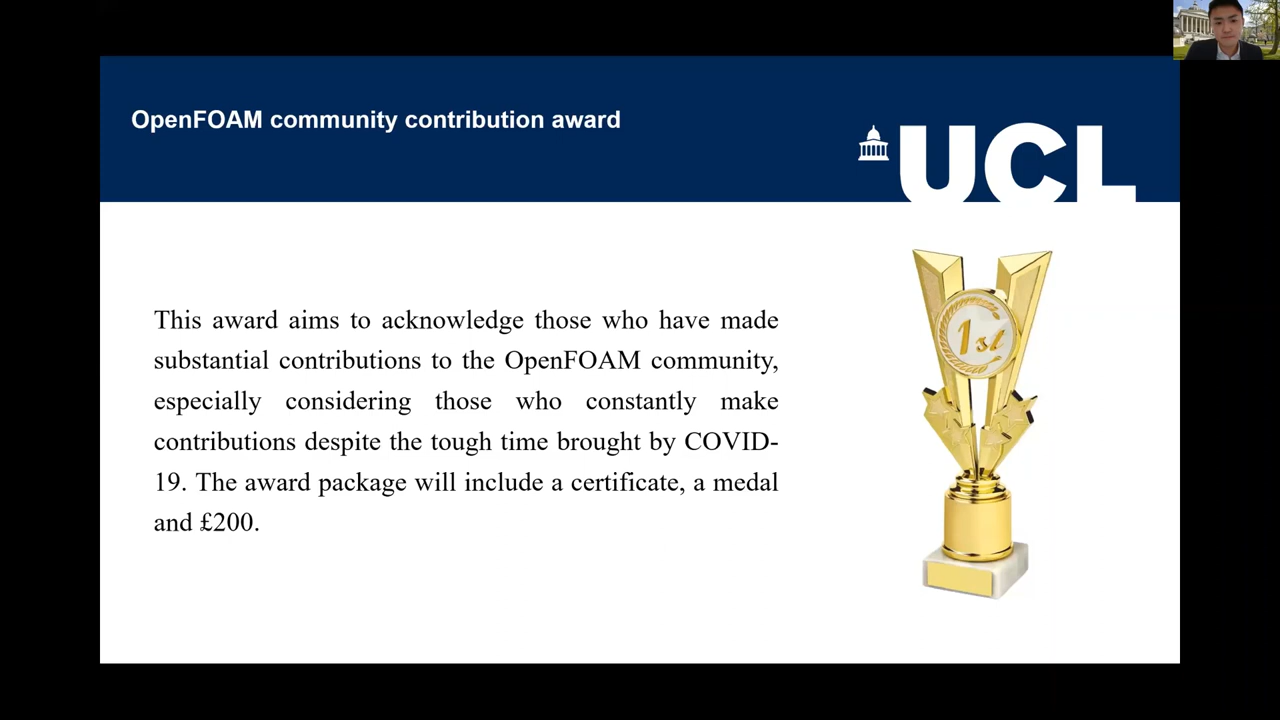 OpenFOAM community contribution award
UCL
This award aims to acknowledge those who have made
substantial contributions to the OpenFOAM community,
especially considering those who constantly make
contributions despite the tough time brought by COVID-
19. The award package will include a certificate, a medal
and £200.
1st